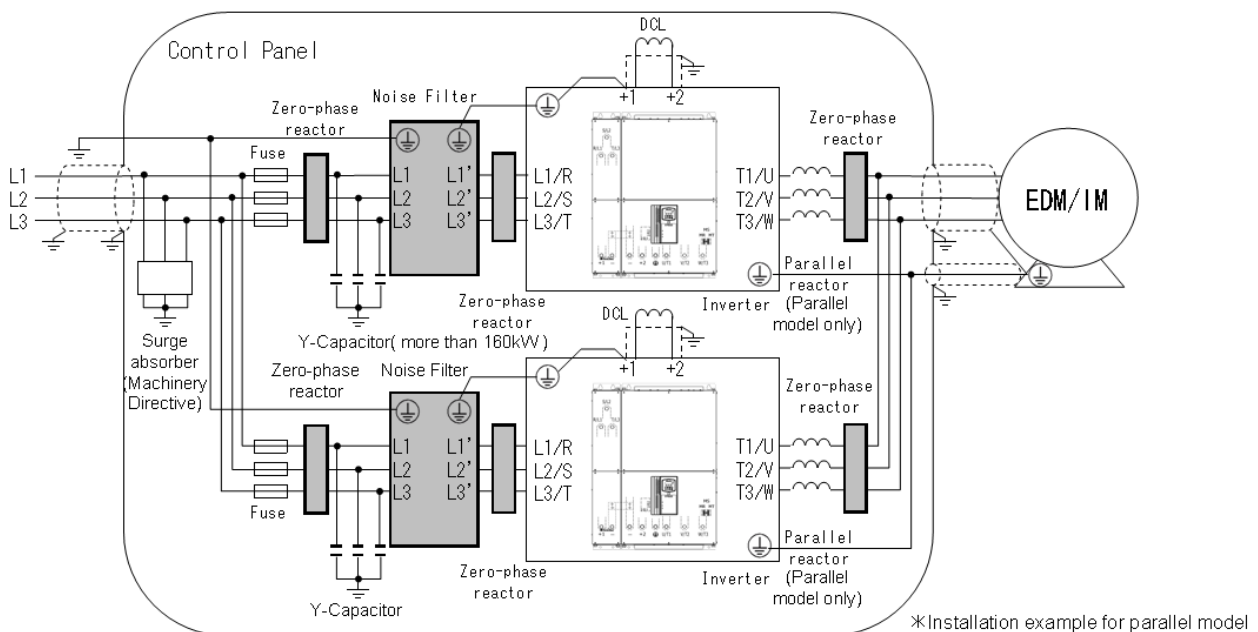 DCL
Control Panel
Noise Filter
+1
+2
Zero-phase
reactor
Zero-phase
reactor
Fuse
L1
L2
L3
L1
L2
L3
L1'
L2'
L3'
L1/R
L2/S
L3/T
T1/U
T2/V
T3/W
EDM/IM
Parallel
reactor
(Parallel
model only)
Inverter
Zero-phase
reactor
Y-Capacitor( more than 160kW )
Surge
absorber
(Machinery
Directive)
DCL
+1
+2
Zero-phase
reactor
Noise Filter
Zero-phase
reactor
L1
L2
L3
L1'
L2'
L3'
L1/R
L2/S
L3/T
T1/U
T2/V
T3/W
Fuse
Parallel
reactor
(Parallel
model only)
Inverter
Zero-phase
reactor
Y-Capacitor
*Installation example for parallel model